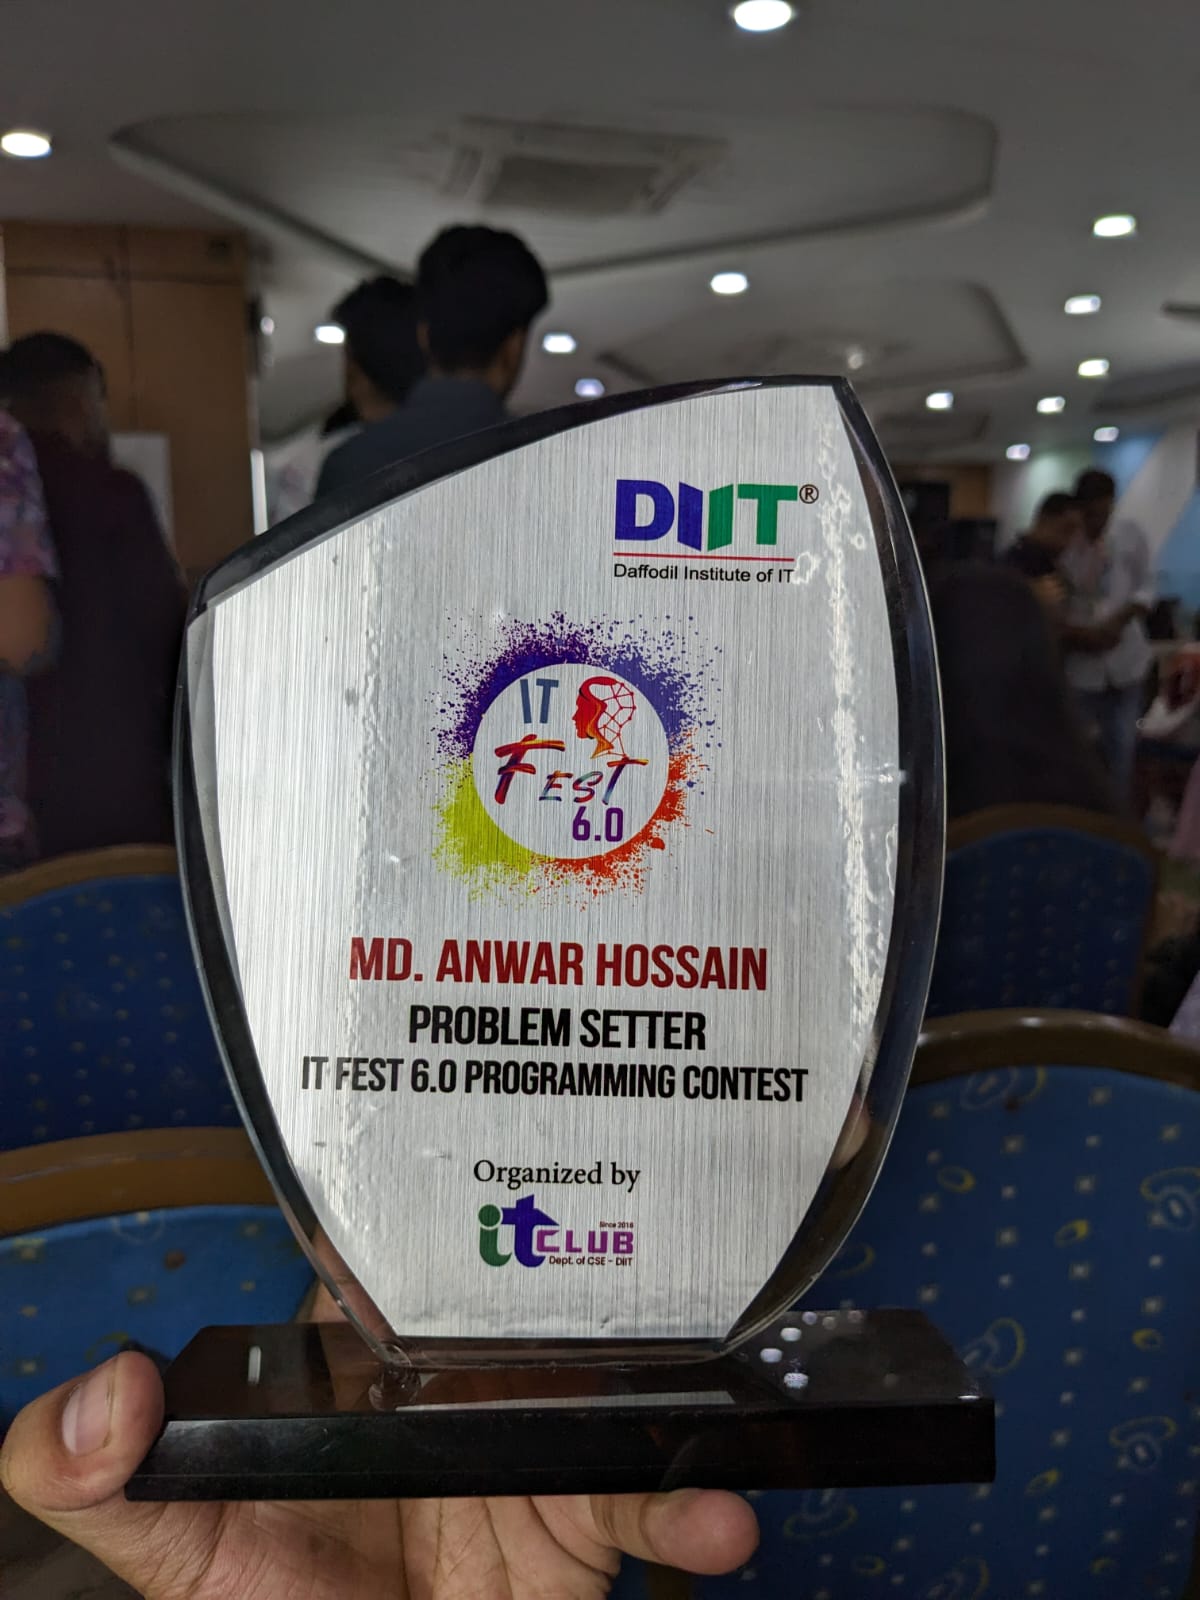 DIIT®
Daffodil Institute of IT
IT
FEST
6.0
MD. ANWAR HOSSAIN
PROBLEM SETTER
IT FEST 6.0 PROGRAMMING CONTEST
Organized by
Since 2016
it CLUB
Dept. of CSE - DIIT